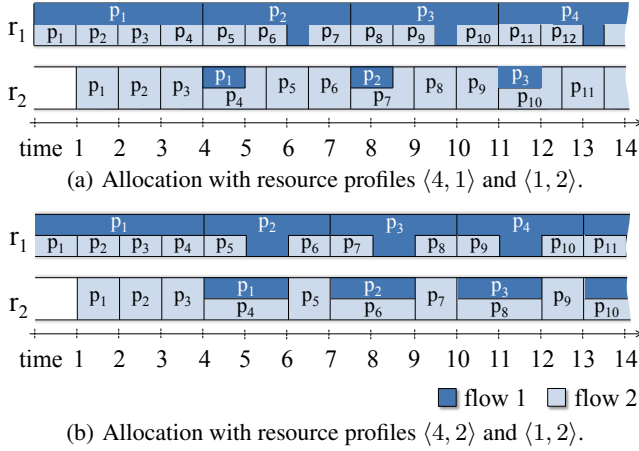 p1 p2 p3 p4
r1 p1 p2 p3 p4 p5 p6 p7 p8 p9 p10 p11 p12
r2 p1 p2 p3 p1 p4 p5 p6 p2 p7 p8 p9 p3 p10 p11
time 1 2 3 4 5 6 7 8 9 10 11 12 13 14
(a) Allocation with resource profiles ⟨4, 1⟩ and ⟨1, 2⟩.
p1 p2 p3 p4
r1 p1 p2 p3 p4 p5 p6 p7 p8 p9 p10 p11
r2 p1 p2 p3 p1 p4 p5 p2 p6 p7 p3 p8 p9 p10
time 1 2 3 4 5 6 7 8 9 10 11 12 13 14
flow 1 flow 2
(b) Allocation with resource profiles ⟨4, 2⟩ and ⟨1, 2⟩.